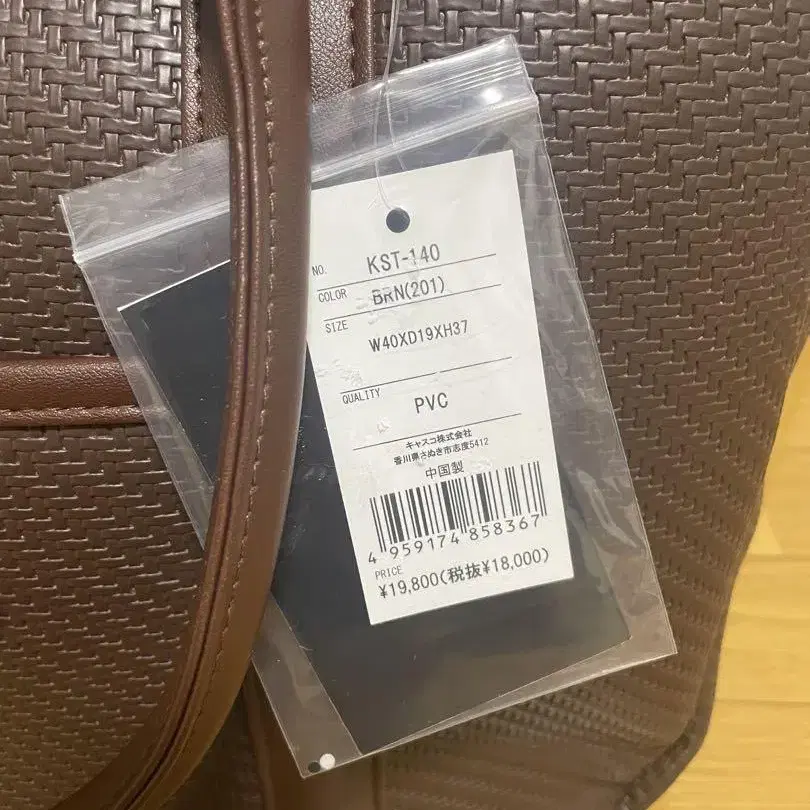 NO. KST-140
COLOR BRN(201)
SIZE
W40XD19XH37
QUALITY
PVC
キャスコ株式会社
香川県さぬき市志度5412
中国製
4 959174 858367
PRICE
¥19,800(税抜¥18,000)